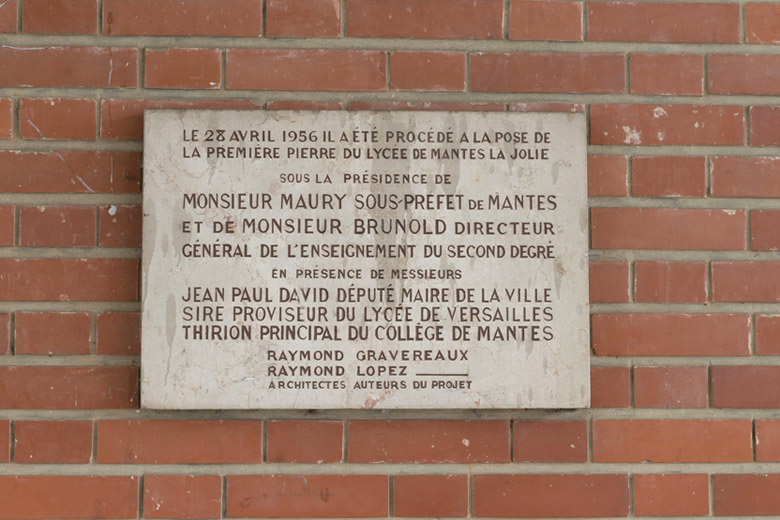 LE 28 AVRIL 1956 IL A ÉTÉ PROCÉDÉ A LA POSE DE
LA PREMIÈRE PIERRE DU LYCÉE DE MANTES LA JOLIE
SOUS LA PRÉSIDENCE DE
MONSIEUR MAURY SOUS-PRÉFET DE MANTES
ET DE MONSIEUR BRUNOLD DIRECTEUR
GÉNÉRAL DE L'ENSEIGNEMENT DU SECOND DEGRÉ
EN PRÉSENCE DE MESSIEURS
JEAN PAUL DAVID DÉPUTÉ MAIRE DE LA VILLE
SIRE PROVISEUR DU LYCÉE DE VERSAILLES
THIRION PRINCIPAL DU COLLÈGE DE MANTES
RAYMOND GRAVEREAUX
RAYMOND LOPEZ
ARCHITECTES AUTEURS DU PROJET